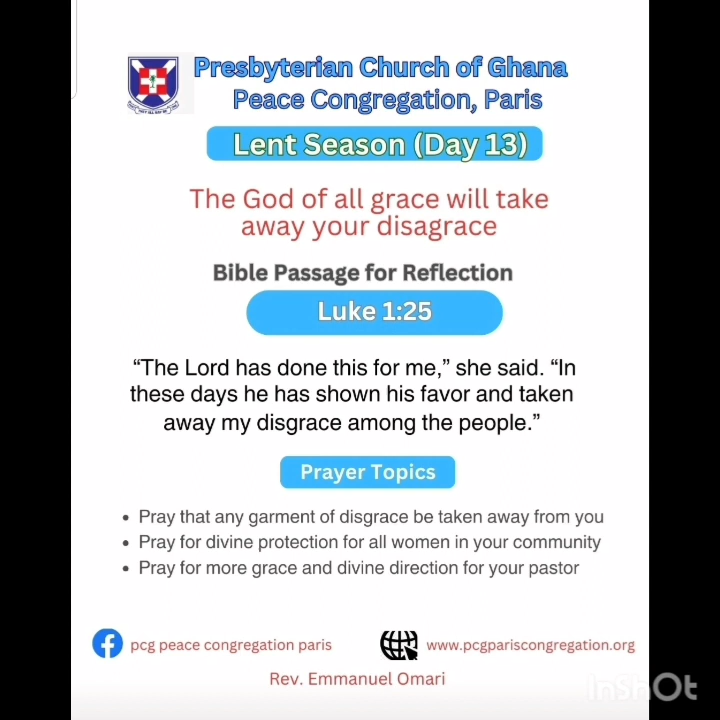 Presbyterian Church of Ghana
Peace Congregation, Paris
Lent Season (Day 13)
The God of all grace will take
away your disagrace
Bible Passage for Reflection
Luke 1:25
“The Lord has done this for me,” she said. “In
these days he has shown his favor and taken
away my disgrace among the people.”
Prayer Topics
• Pray that any garment of disgrace be taken away from you
• Pray for divine protection for all women in your community
• Pray for more grace and divine direction for your pastor
pcg peace congregation paris
www.pcgpariscongregation.org
Rev. Emmanuel Omari
InShOt